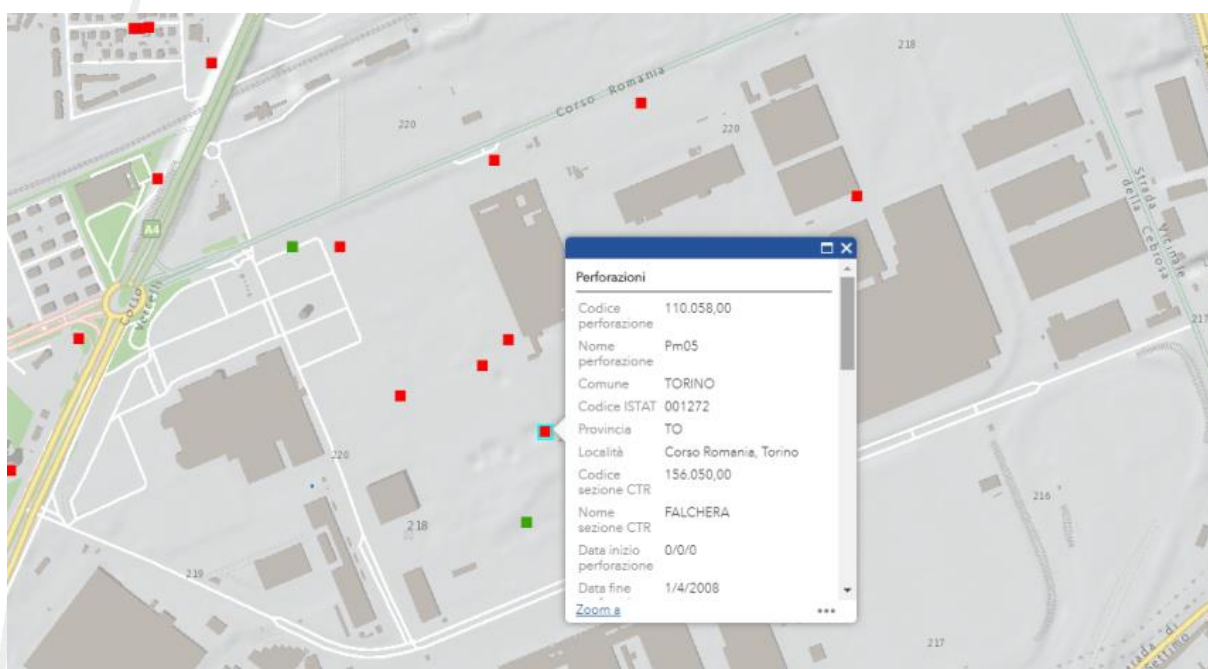 218
Corso Romania
220
220
Strada Vicinale
della Cebrosa
A4
Corso
Vercelli
217
220
218
219
216
217
Strada di
Perforazioni
Codice perforazione 110.058,00
Nome perforazione Pm05
Comune TORINO
Codice ISTAT 001272
Provincia TO
Località Corso Romania, Torino
Codice sezione CTR 156.050,00
Nome sezione CTR FALCHERA
Data inizio perforazione 0/0/0
Data fine 1/4/2008
Zoom a